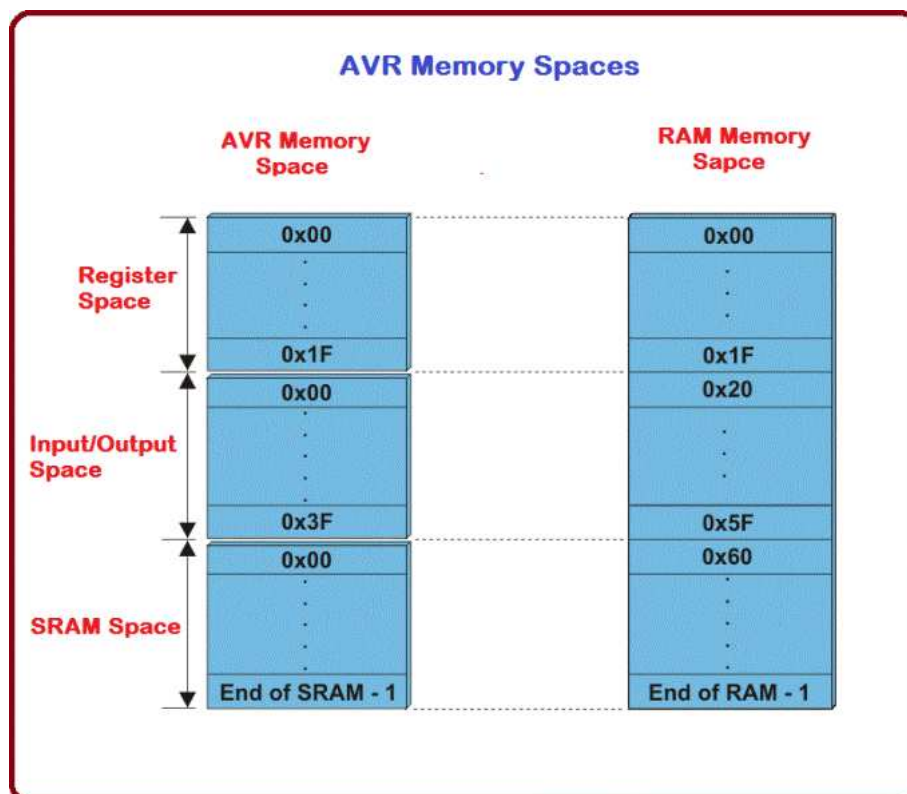 AVR Memory Spaces
AVR Memory
Space
RAM Memory
Sapce
Register
Space
0x00
0x1F
0x00
0x1F
Input/Output
Space
0x00
0x3F
0x20
0x5F
SRAM Space
0x00
End of SRAM - 1
0x60
End of RAM - 1